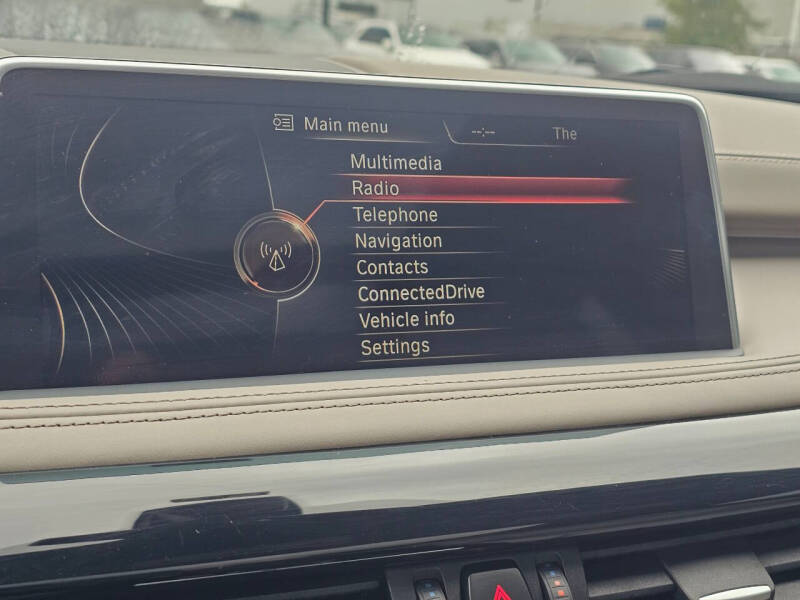 Main menu --:-- The
Multimedia
Radio
Telephone
Navigation
Contacts
ConnectedDrive
Vehicle info
Settings